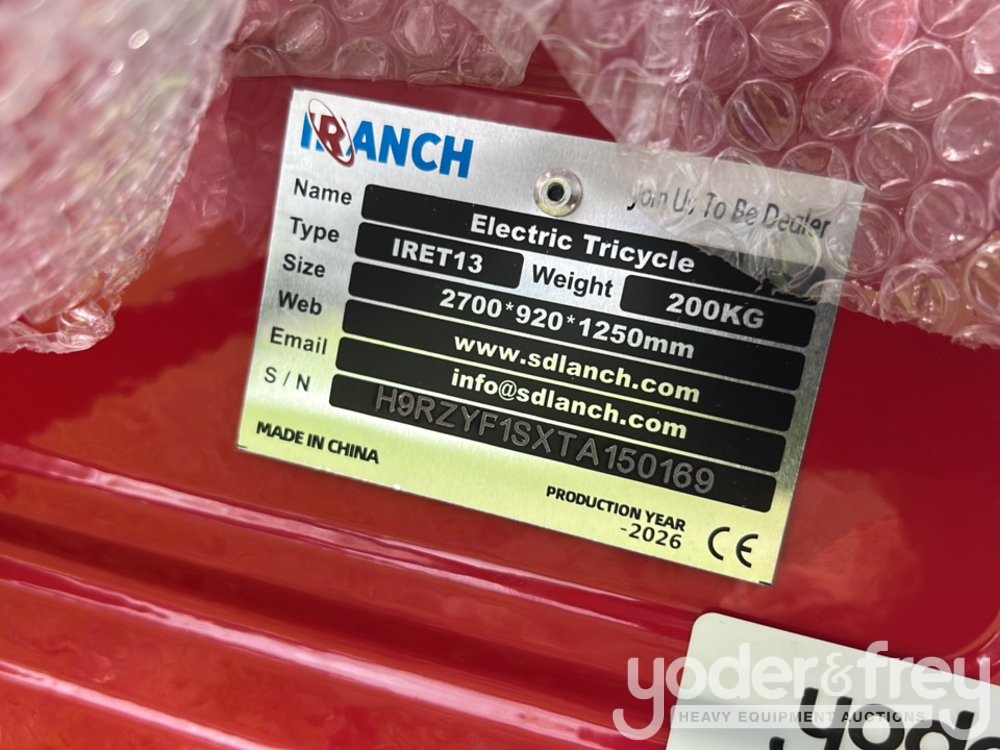 IRANCH
Join Us To Be Dealer
Name Electric Tricycle
Type IRET13 Weight 200KG
Size 2700*920*1250mm
Web www.sdlanch.com
Email info@sdlanch.com
S / N H9RZYF1SXTA150169
MADE IN CHINA
PRODUCTION YEAR
-2026
CE
yoder&frey
HEAVY EQUIPMENT AUCTIONS